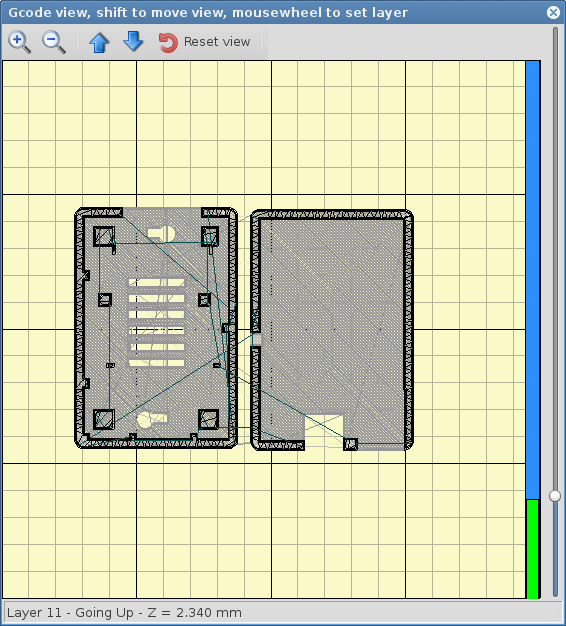 Gcode view, shift to move view, mousewheel to set layer
Reset view
Layer 11 - Going Up - Z = 2.340 mm